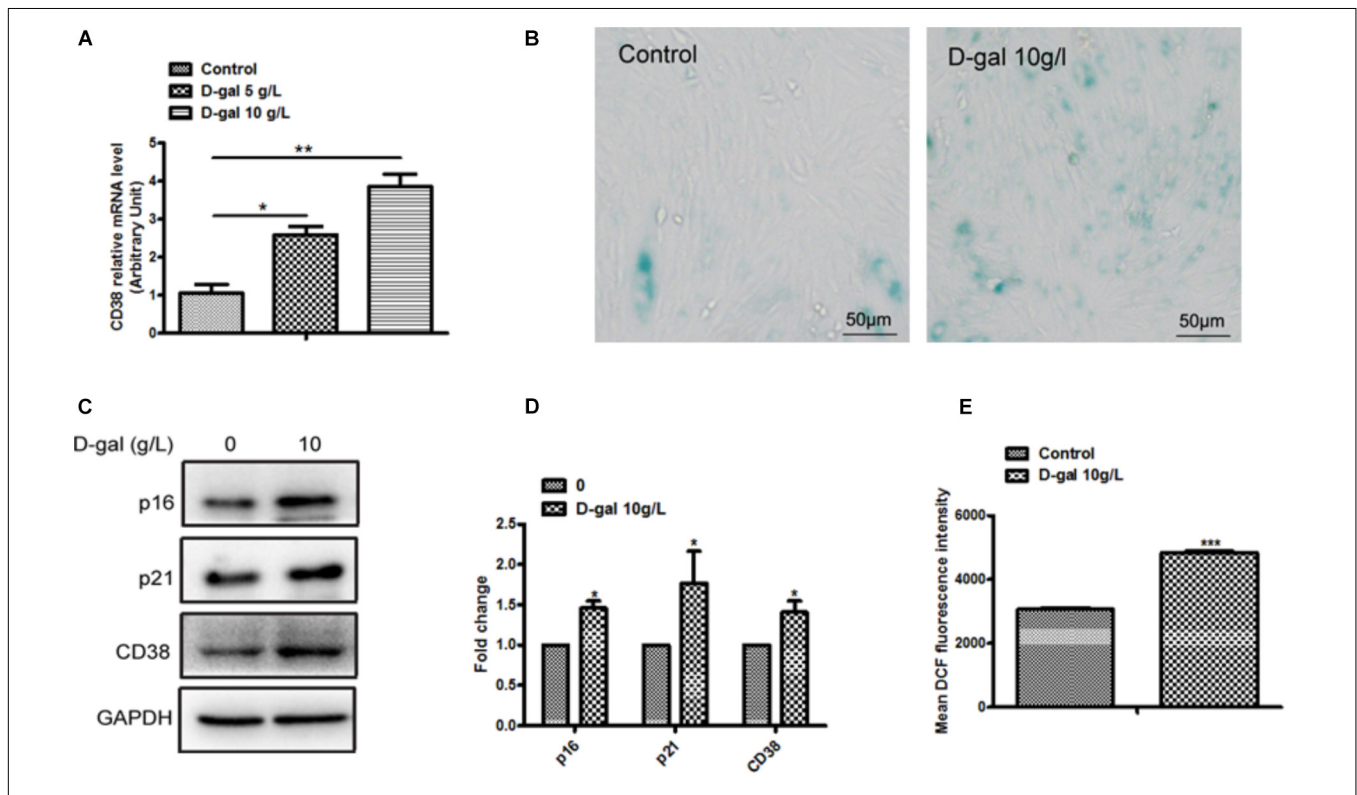 A
Control
D-gal 5 g/L
D-gal 10 g/L
CD38 relative mRNA level
(Arbitrary Unit)
5
4
3
2
1
0
**
*
B
Control
50µm
D-gal 10g/l
50µm
C
D-gal (g/L) 0 10
p16
p21
CD38
GAPDH
D
0
D-gal 10g/L
Fold change
2.5
2.0
1.5
1.0
0.5
0.0
*
*
*
p16
p21
CD38
E
Control
D-gal 10g/L
Mean DCF fluorescence intensity
6000
4000
2000
0
***